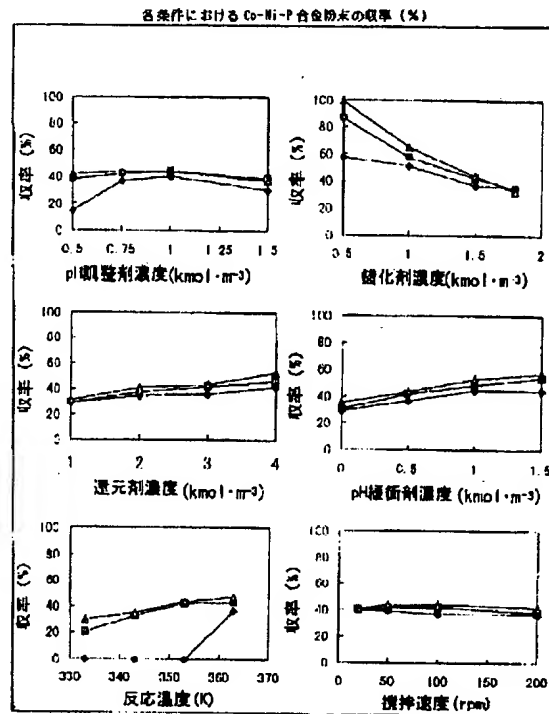 各条件における Co-Ni-P 合金粉末の収率 (%)
100
80
60
40
20
0
収率 (%)
0.5 0.75 1 1.25 1.5
pH調整剤濃度(kmol・m-3)
100
80
60
40
20
0
収率 (%)
0.5 1 1.5 2
錯化剤濃度(kmol・m-3)
100
80
60
40
20
0
収率 (%)
1 2 3 4
還元剤濃度(kmol・m-3)
100
80
60
40
20
0
収率 (%)
0 0.5 1 1.5
pH緩衝剤濃度(kmol・m-3)
100
80
60
40
20
0
収率 (%)
330 340 350 360 370
反応温度(K)
100
80
60
40
20
0
収率 (%)
0 50 100 150 200
撹拌速度(rpm)